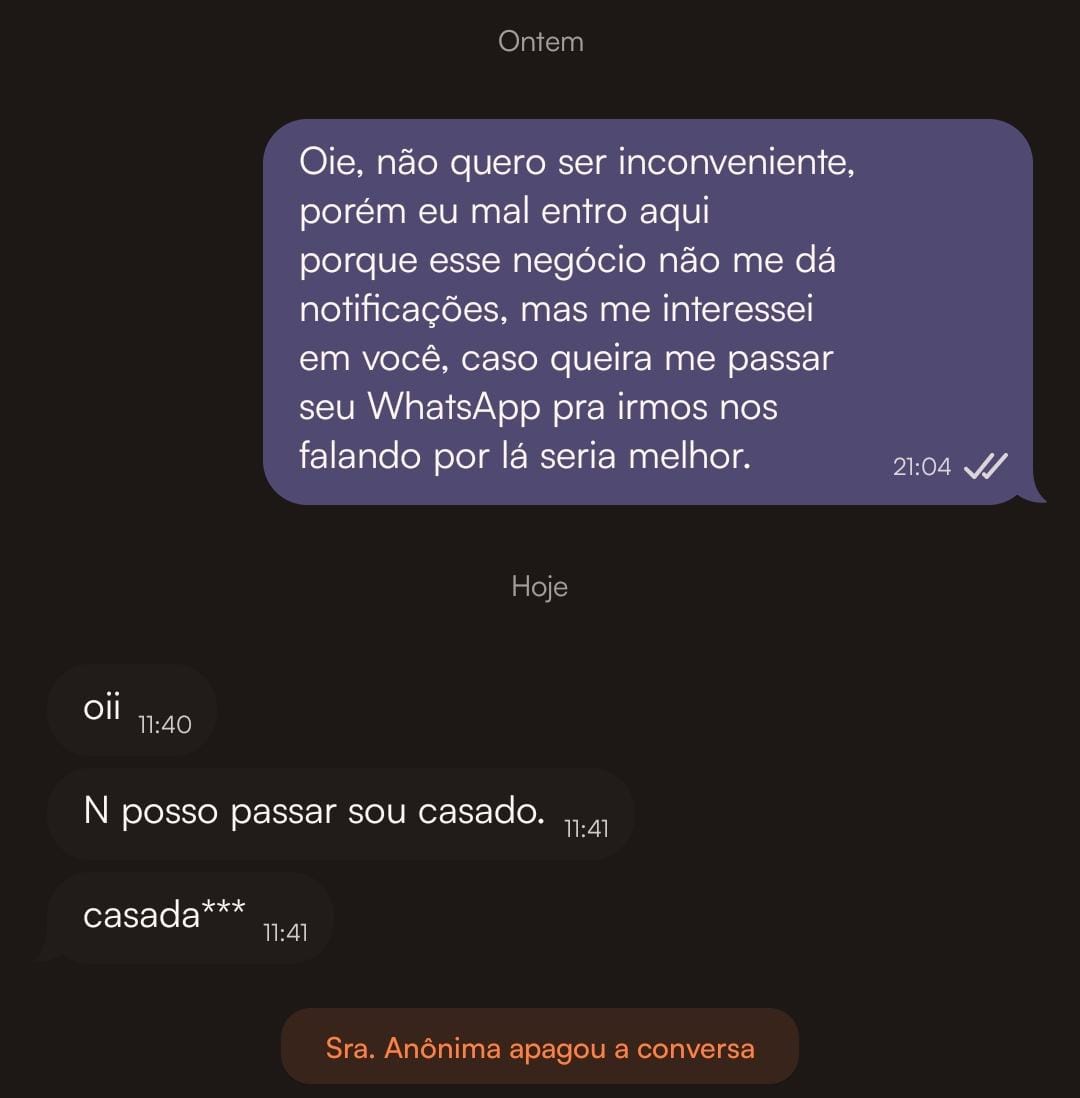 Ontem
Oie, não quero ser inconveniente,
porém eu mal entro aqui
porque esse negócio não me dá
notificações, mas me interessei
em você, caso queira me passar
seu WhatsApp pra irmos nos
falando por lá seria melhor.
21:04
Hoje
oii 11:40
N posso passar sou casado. 11:41
casada*** 11:41
Sra. Anônima apagou a conversa